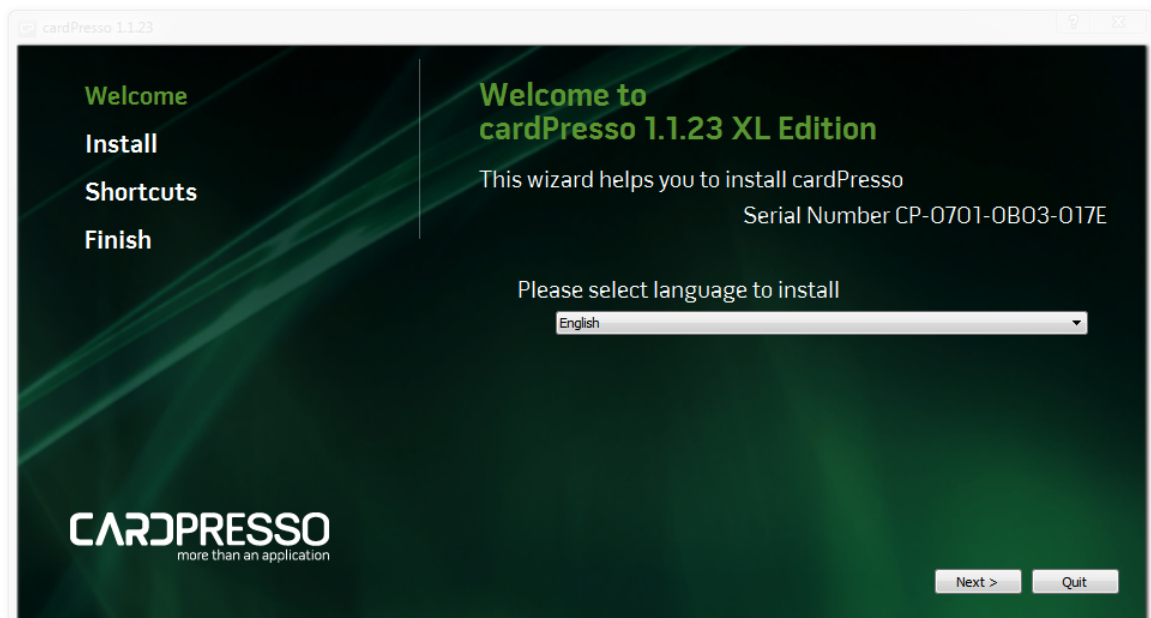 cardPresso 1.1.23
Welcome
Install
Shortcuts
Finish
Welcome to
cardPresso 1.1.23 XL Edition
This wizard helps you to install cardPresso
Serial Number CP-0701-0B03-017E
Please select language to install
English
CARDPRESSO
more than an application
Next >
Quit